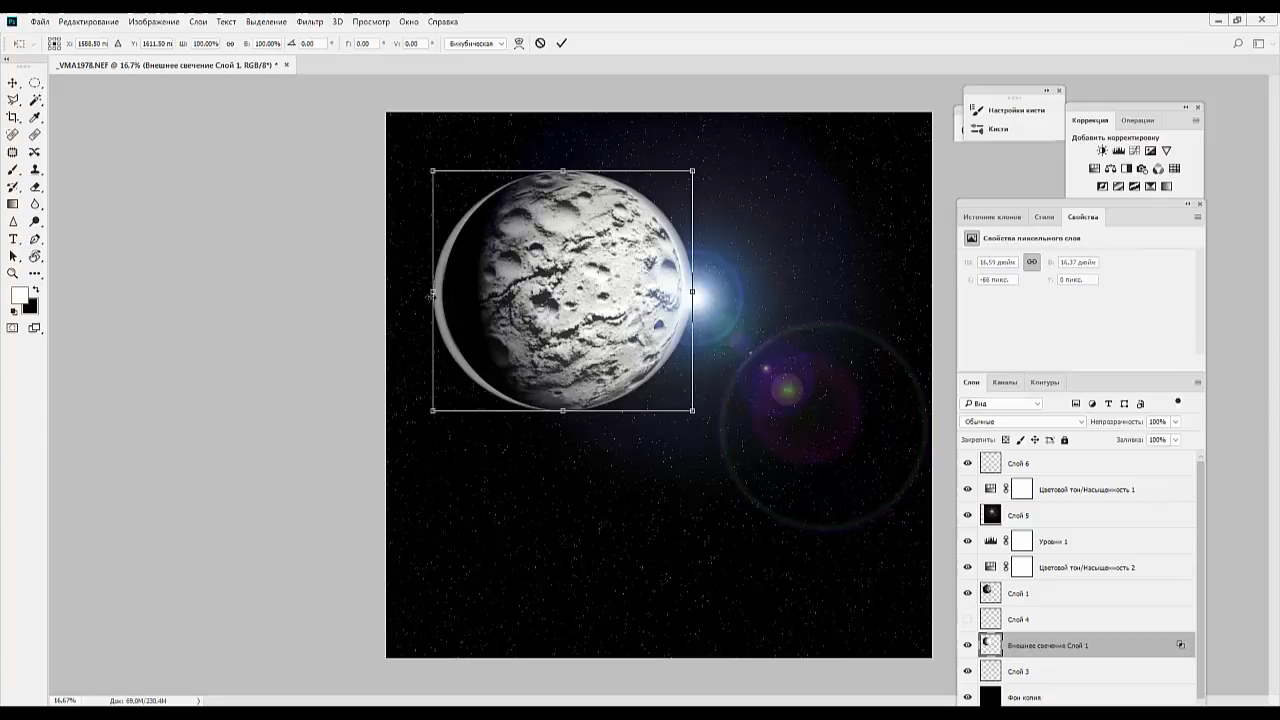 Файл Редактирование Изображение Слои Текст Выделение Фильтр 3D Просмотр Окно Справка
X: 1588.50 п Y: 1611.50 п Ш: 100.00% В: 100.00% 0.00 ° Г: 0.00 ° V: 0.00 ° Бикубическая
_VMA1978.NEF @ 16,7% (Внешнее свечение Слой 1, RGB/8*) * ×
Настройки кисти
Кисти
Коррекция Операции
Добавить корректировку
Источник клонов Стили Свойства
Свойства пиксельного слоя
Ш: 16,59 дюйм В: 16,37 дюйм
X: -66 пикс. Y: 0 пикс.
Слои Каналы Контуры
Вид
Обычные Непрозрачность: 100%
Закрепить: Заливка: 100%
Слой 6
Цветовой тон/Насыщенность 1
Слой 5
Уровни 1
Цветовой тон/Насыщенность 2
Слой 1
Слой 4
Внешнее свечение Слой 1
Слой 3
Фон копия
16,67% Док: 69,0M/230,4M